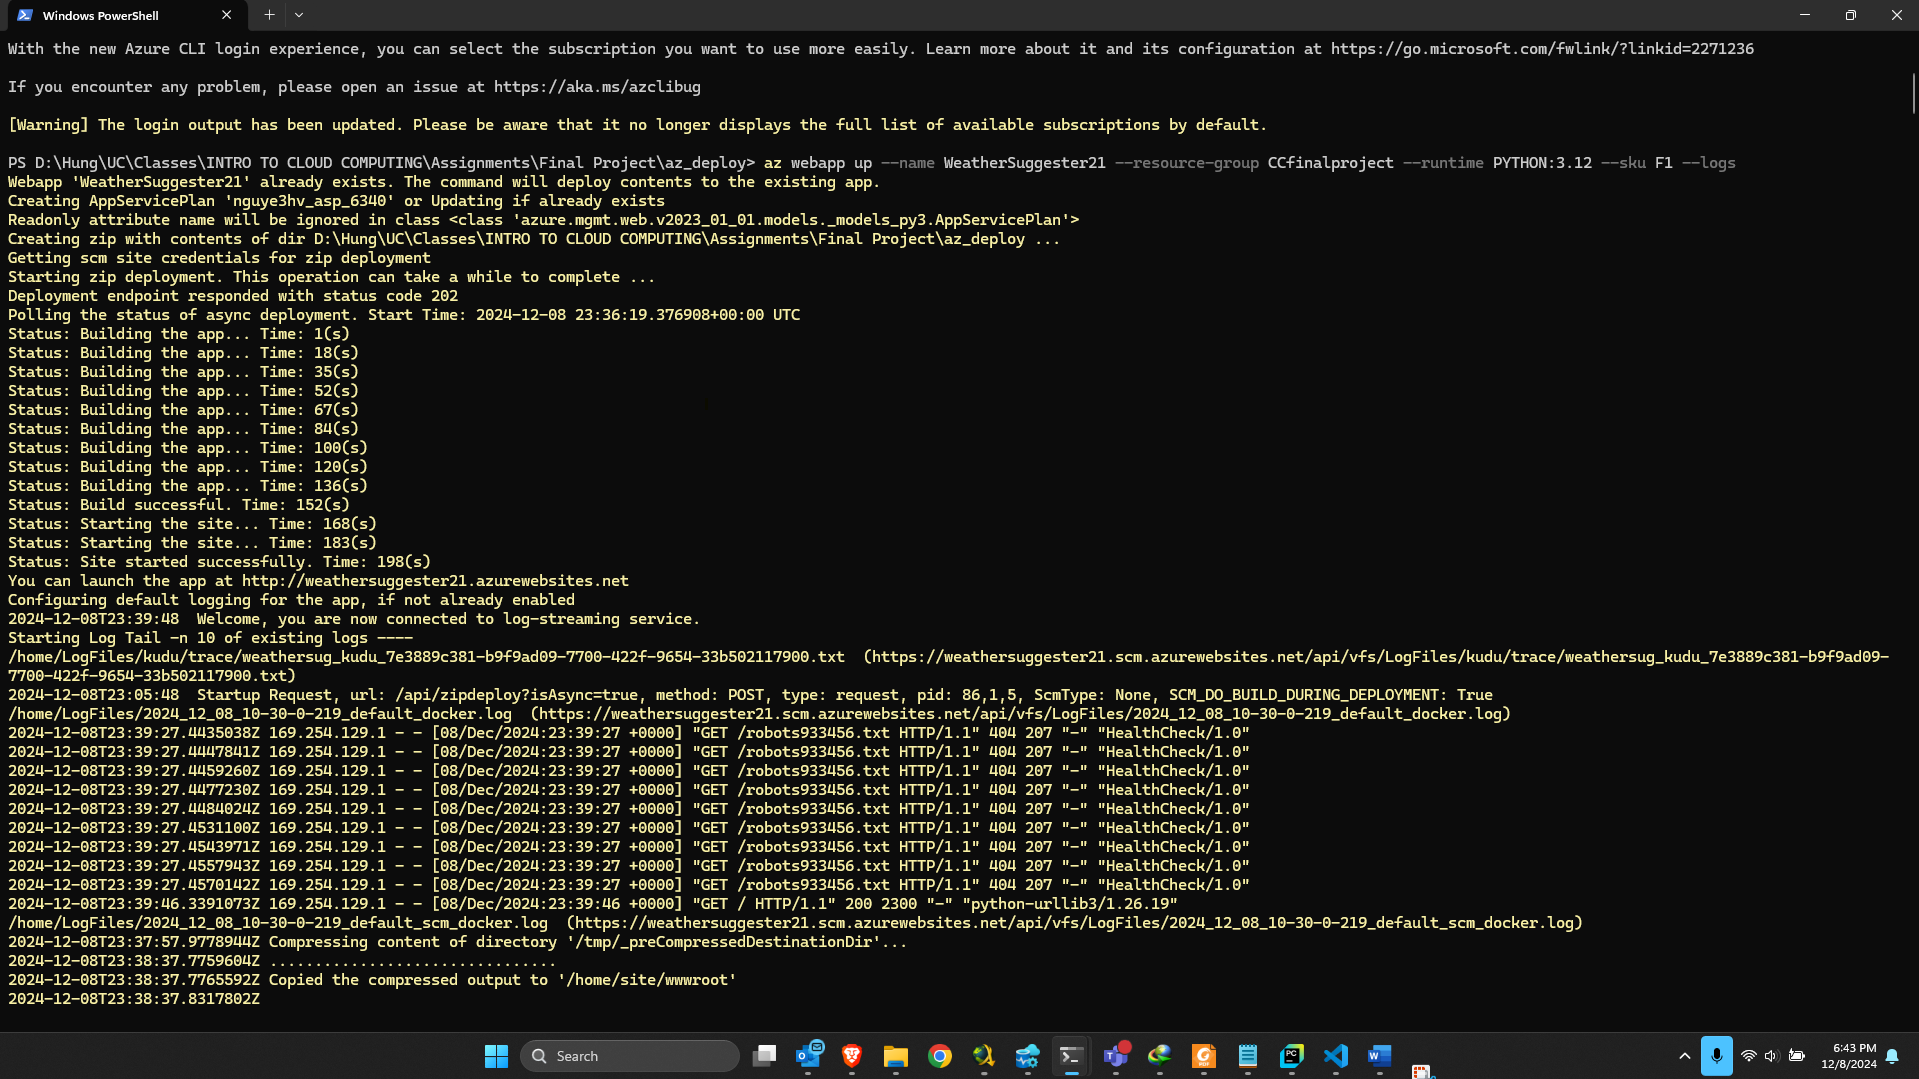 Windows PowerShell
With the new Azure CLI login experience, you can select the subscription you want to use more easily. Learn more about it and its configuration at https://go.microsoft.com/fwlink/?linkid=2271236
If you encounter any problem, please open an issue at https://aka.ms/azclibug
[Warning] The login output has been updated. Please be aware that it no longer displays the full list of available subscriptions by default.
PS D:\Hung\UC\Classes\INTRO TO CLOUD COMPUTING\Assignments\Final Project\az_deploy> az webapp up --name WeatherSuggester21 --resource-group CCfinalproject --runtime PYTHON:3.12 --sku F1 --logs
Webapp 'WeatherSuggester21' already exists. The command will deploy contents to the existing app.
Creating AppServicePlan 'nguye3hv_asp_6340' or Updating if already exists
Readonly attribute name will be ignored in class <class 'azure.mgmt.web.v2023_01_01.models._models_py3.AppServicePlan'>
Creating zip with contents of dir D:\Hung\UC\Classes\INTRO TO CLOUD COMPUTING\Assignments\Final Project\az_deploy ...
Getting scm site credentials for zip deployment
Starting zip deployment. This operation can take a while to complete ...
Deployment endpoint responded with status code 202
Polling the status of async deployment. Start Time: 2024-12-08 23:36:19.376908+00:00 UTC
Status: Building the app... Time: 1(s)
Status: Building the app... Time: 18(s)
Status: Building the app... Time: 35(s)
Status: Building the app... Time: 52(s)
Status: Building the app... Time: 67(s)
Status: Building the app... Time: 84(s)
Status: Building the app... Time: 100(s)
Status: Building the app... Time: 120(s)
Status: Building the app... Time: 136(s)
Status: Build successful. Time: 152(s)
Status: Starting the site... Time: 168(s)
Status: Starting the site... Time: 183(s)
Status: Site started successfully. Time: 198(s)
You can launch the app at http://weathersuggester21.azurewebsites.net
Configuring default logging for the app, if not already enabled
2024-12-08T23:39:48  Welcome, you are now connected to log-streaming service.
Starting Log Tail -n 10 of existing logs ----
/home/LogFiles/kudu/trace/weathersug_kudu_7e3889c381-b9f9ad09-7700-422f-9654-33b502117900.txt  (https://weathersuggester21.scm.azurewebsites.net/api/vfs/LogFiles/kudu/trace/weathersug_kudu_7e3889c381-b9f9ad09-
7700-422f-9654-33b502117900.txt)
2024-12-08T23:05:48  Startup Request, url: /api/zipdeploy?isAsync=true, method: POST, type: request, pid: 86,1,5, ScmType: None, SCM_DO_BUILD_DURING_DEPLOYMENT: True
/home/LogFiles/2024_12_08_10-30-0-219_default_docker.log  (https://weathersuggester21.scm.azurewebsites.net/api/vfs/LogFiles/2024_12_08_10-30-0-219_default_docker.log)
2024-12-08T23:39:27.4435038Z 169.254.129.1 - - [08/Dec/2024:23:39:27 +0000] "GET /robots933456.txt HTTP/1.1" 404 207 "-" "HealthCheck/1.0"
2024-12-08T23:39:27.4447841Z 169.254.129.1 - - [08/Dec/2024:23:39:27 +0000] "GET /robots933456.txt HTTP/1.1" 404 207 "-" "HealthCheck/1.0"
2024-12-08T23:39:27.4459260Z 169.254.129.1 - - [08/Dec/2024:23:39:27 +0000] "GET /robots933456.txt HTTP/1.1" 404 207 "-" "HealthCheck/1.0"
2024-12-08T23:39:27.4477230Z 169.254.129.1 - - [08/Dec/2024:23:39:27 +0000] "GET /robots933456.txt HTTP/1.1" 404 207 "-" "HealthCheck/1.0"
2024-12-08T23:39:27.4484024Z 169.254.129.1 - - [08/Dec/2024:23:39:27 +0000] "GET /robots933456.txt HTTP/1.1" 404 207 "-" "HealthCheck/1.0"
2024-12-08T23:39:27.4531100Z 169.254.129.1 - - [08/Dec/2024:23:39:27 +0000] "GET /robots933456.txt HTTP/1.1" 404 207 "-" "HealthCheck/1.0"
2024-12-08T23:39:27.4543971Z 169.254.129.1 - - [08/Dec/2024:23:39:27 +0000] "GET /robots933456.txt HTTP/1.1" 404 207 "-" "HealthCheck/1.0"
2024-12-08T23:39:27.4557943Z 169.254.129.1 - - [08/Dec/2024:23:39:27 +0000] "GET /robots933456.txt HTTP/1.1" 404 207 "-" "HealthCheck/1.0"
2024-12-08T23:39:27.4570142Z 169.254.129.1 - - [08/Dec/2024:23:39:27 +0000] "GET /robots933456.txt HTTP/1.1" 404 207 "-" "HealthCheck/1.0"
2024-12-08T23:39:46.3391073Z 169.254.129.1 - - [08/Dec/2024:23:39:46 +0000] "GET / HTTP/1.1" 200 2300 "-" "python-urllib3/1.26.19"
/home/LogFiles/2024_12_08_10-30-0-219_default_scm_docker.log  (https://weathersuggester21.scm.azurewebsites.net/api/vfs/LogFiles/2024_12_08_10-30-0-219_default_scm_docker.log)
2024-12-08T23:37:57.9778944Z Compressing content of directory '/tmp/_preCompressedDestinationDir'...
2024-12-08T23:38:37.7759604Z ................................
2024-12-08T23:38:37.7765592Z Copied the compressed output to '/home/site/wwwroot'
2024-12-08T23:38:37.8317802Z
Search
6:43 PM
12/8/2024